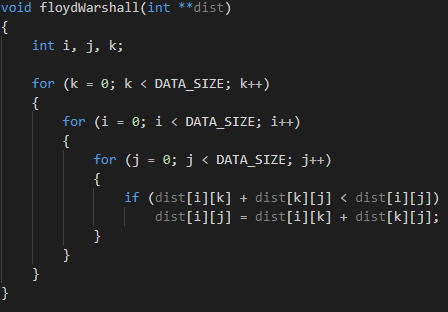 void floydWarshall(int **dist)
{
    int i, j, k;

    for (k = 0; k < DATA_SIZE; k++)
    {
        for (i = 0; i < DATA_SIZE; i++)
        {
            for (j = 0; j < DATA_SIZE; j++)
            {
                if (dist[i][k] + dist[k][j] < dist[i][j])
                    dist[i][j] = dist[i][k] + dist[k][j];
            }
        }
    }
}